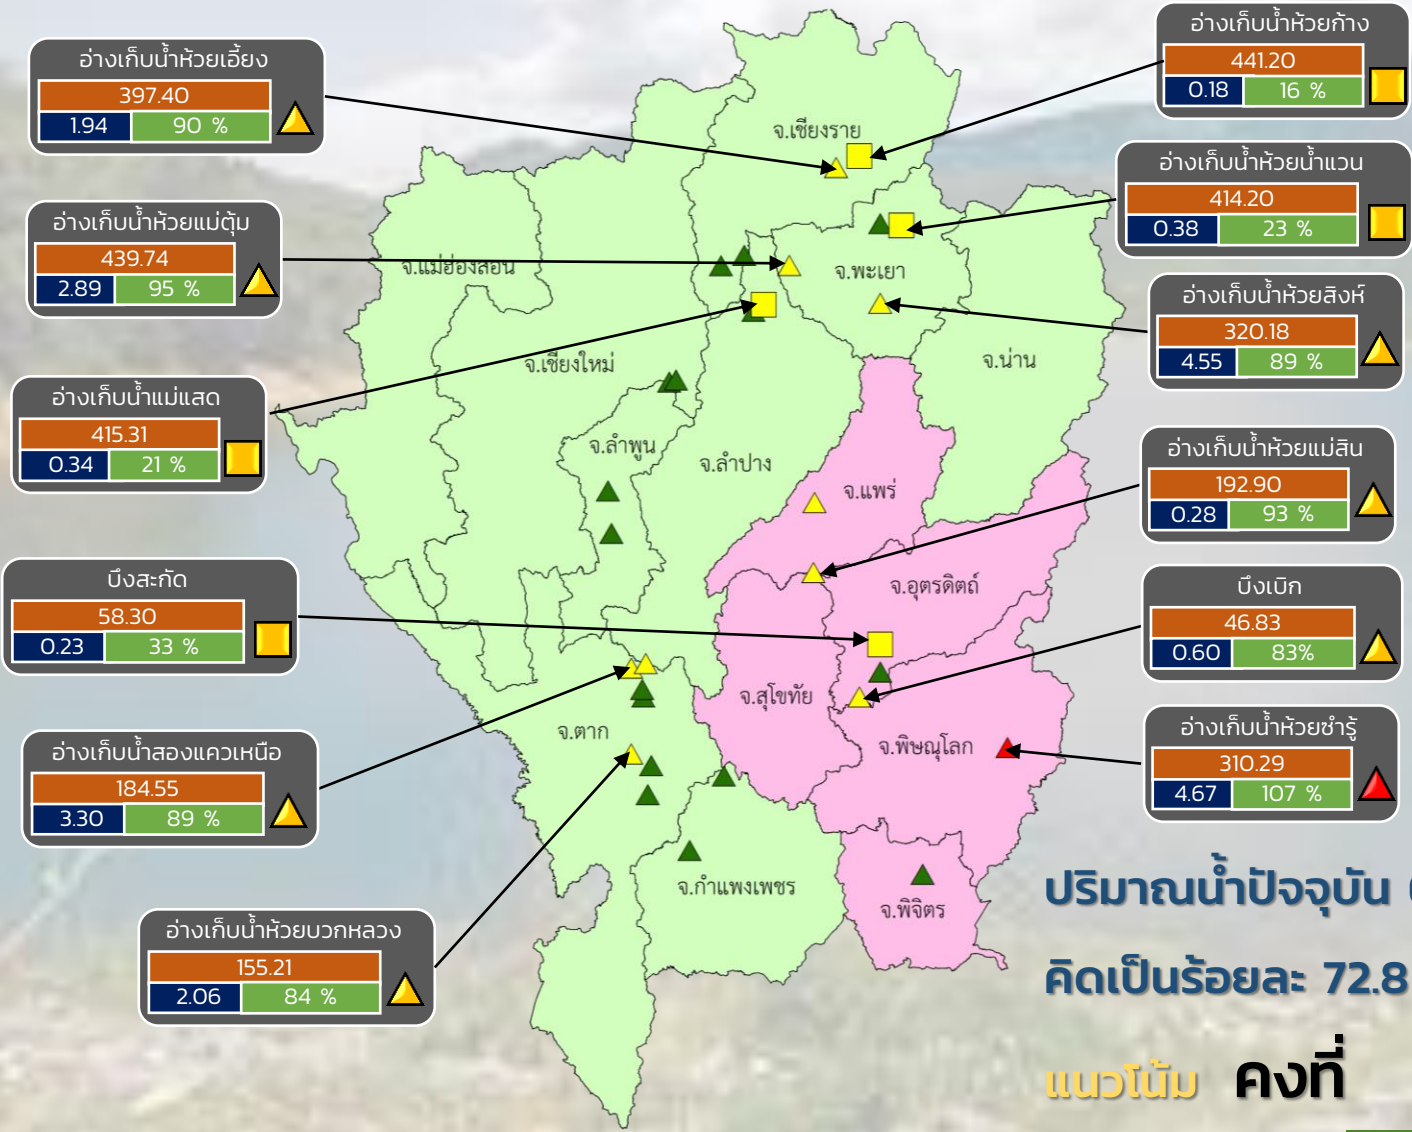 อ่างเก็บน้ำห้วยเอี้ยง
397.40
1.94 90 %
อ่างเก็บน้ำห้วยแม่ตุ้ม
439.74
2.89 95 %
อ่างเก็บน้ำแม่แสด
415.31
0.34 21 %
บึงสะกัด
58.30
0.23 33 %
อ่างเก็บน้ำสองแควเหนือ
184.55
3.30 89 %
อ่างเก็บน้ำห้วยบวกหลวง
155.21
2.06 84 %
จ.เชียงราย
จ.แม่ฮ่องสอน
จ.พะเยา
จ.เชียงใหม่
จ.น่าน
จ.ลำพูน
จ.ลำปาง
จ.แพร่
จ.อุตรดิตถ์
จ.สุโขทัย
จ.ตาก
จ.พิษณุโลก
จ.กำแพงเพชร
จ.พิจิตร
อ่างเก็บน้ำห้วยก้าง
441.20
0.18 16 %
อ่างเก็บน้ำห้วยน้ำแวน
414.20
0.38 23 %
อ่างเก็บน้ำห้วยสิงห์
320.18
4.55 89 %
อ่างเก็บน้ำห้วยแม่สิน
192.90
0.28 93 %
บึงเบิก
46.83
0.60 83%
อ่างเก็บน้ำห้วยซำรู้
310.29
4.67 107 %
ปริมาณน้ำปัจจุบัน
คิดเป็นร้อยละ 72.8
แนวโน้ม คงที่